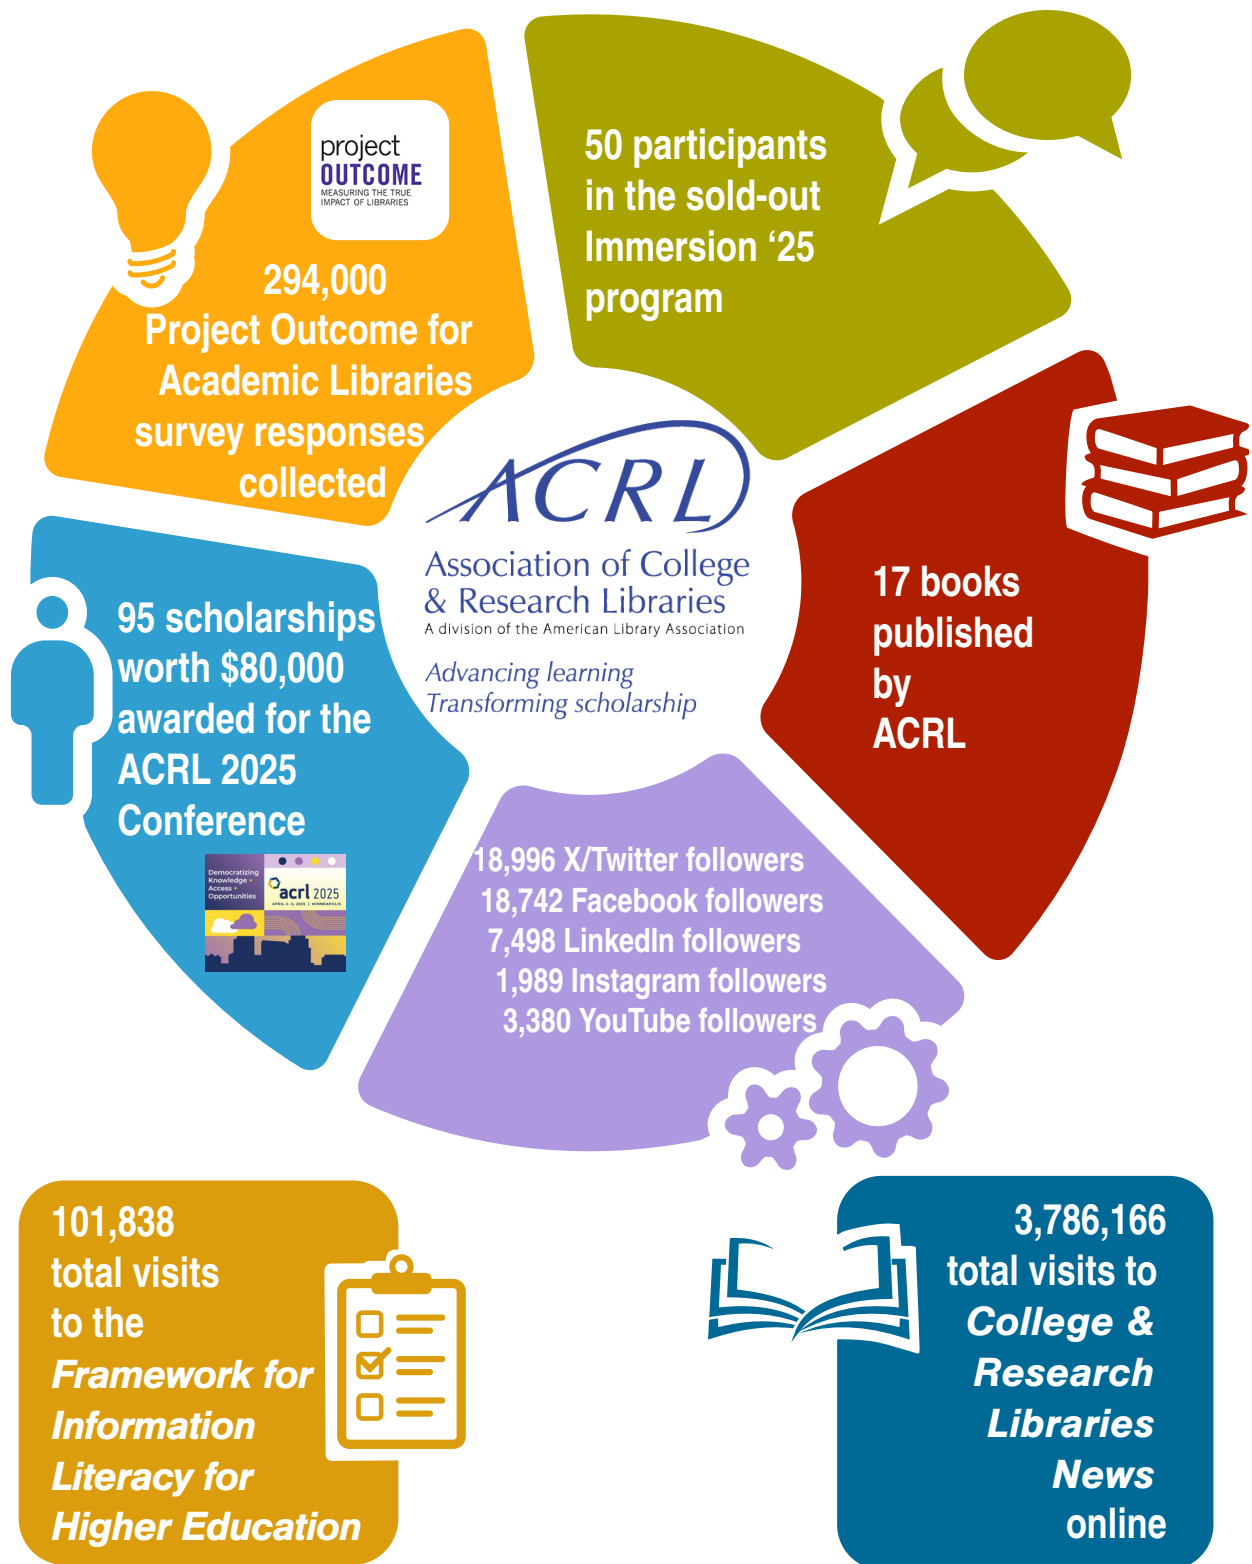 project
OUTCOME
MEASURING THE TRUE
IMPACT OF LIBRARIES
294,000
Project Outcome for
Academic Libraries
survey responses
collected
50 participants
in the sold-out
Immersion ‘25
program
17 books
published
by
ACRL
ACRL
Association of College
& Research Libraries
A division of the American Library Association
Advancing learning
Transforming scholarship
95 scholarships
worth $80,000
awarded for the
ACRL 2025
Conference
Democratizing
Knowledge +
Access +
Opportunities
acrl 2025
APRIL 2–5, 2025 | MINNEAPOLIS
18,996 X/Twitter followers
18,742 Facebook followers
7,498 LinkedIn followers
1,989 Instagram followers
3,380 YouTube followers
101,838
total visits
to the
Framework for
Information
Literacy for
Higher Education
3,786,166
total visits to
College &
Research
Libraries
News
online